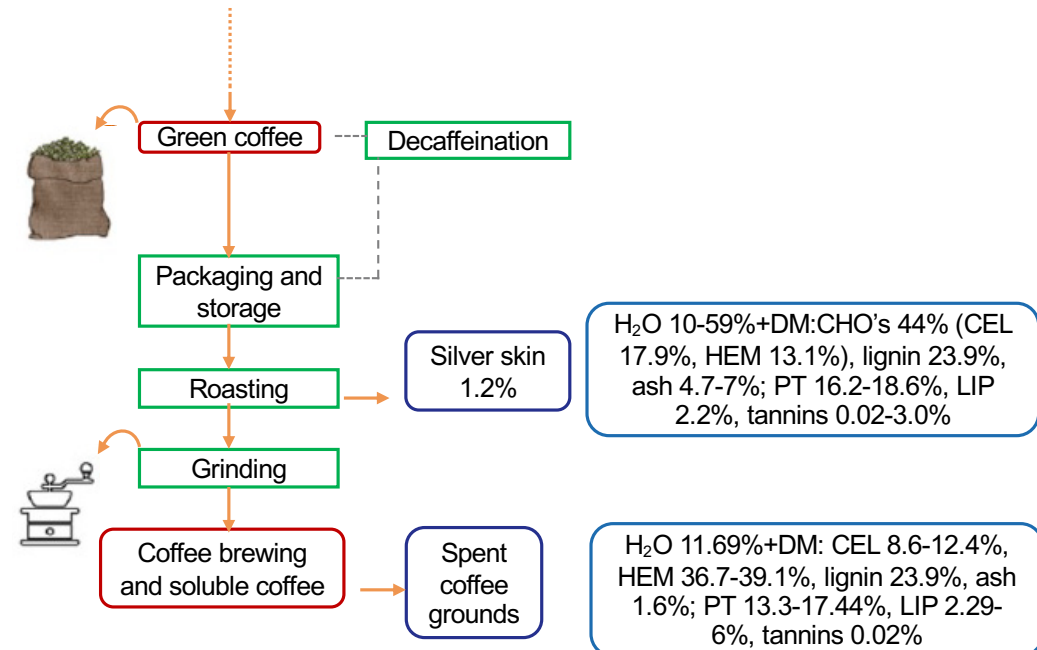 Green coffee
Decaffeination
Packaging and
storage
Roasting
Silver skin
1.2%
H₂O 10-59%+DM:CHO's 44% (CEL
17.9%, HEM 13.1%), lignin 23.9%,
ash 4.7-7%; PT 16.2-18.6%, LIP
2.2%, tannins 0.02-3.0%
Grinding
Coffee brewing
and soluble coffee
Spent
coffee
grounds
H₂O 11.69%+DM: CEL 8.6-12.4%,
HEM 36.7-39.1%, lignin 23.9%, ash
1.6%; PT 13.3-17.44%, LIP 2.29-
6%, tannins 0.02%